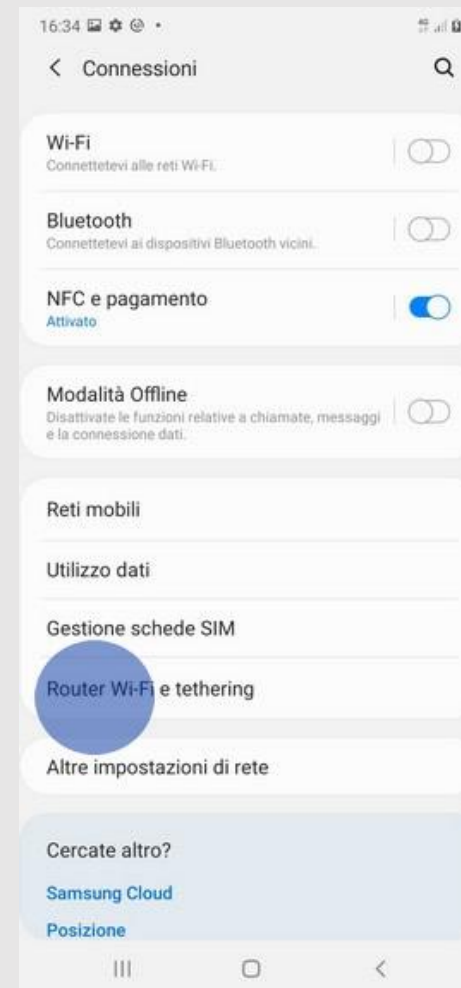 16:34
Connessioni
Wi-Fi
Connettetevi alle reti Wi-Fi.
Bluetooth
Connettetevi ai dispositivi Bluetooth vicini.
NFC e pagamento
Attivato
Modalità Offline
Disattivate le funzioni relative a chiamate, messaggi
e la connessione dati.
Reti mobili
Utilizzo dati
Gestione schede SIM
Router Wi-Fi e tethering
Altre impostazioni di rete
Cercate altro?
Samsung Cloud
Posizione